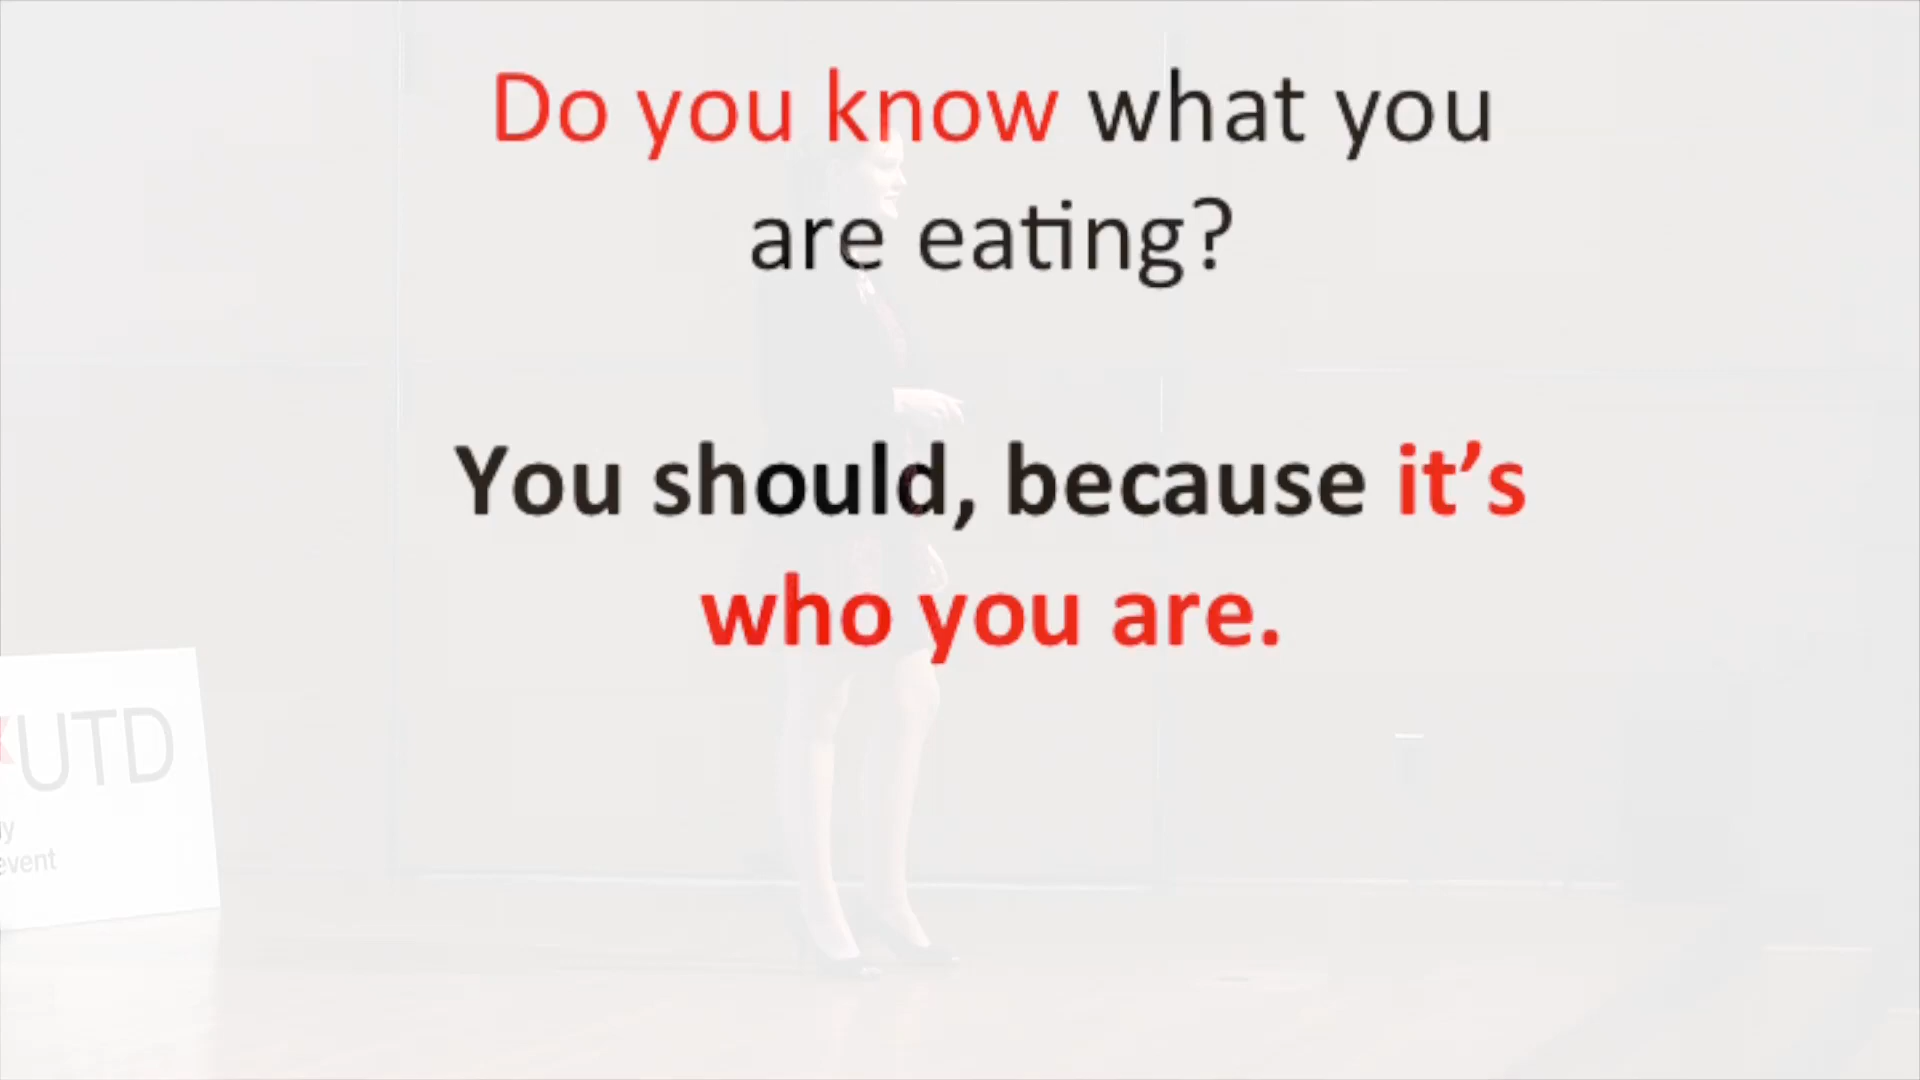 Do you know what you
are eating?
You should, because it’s
who you are.
UTD
event